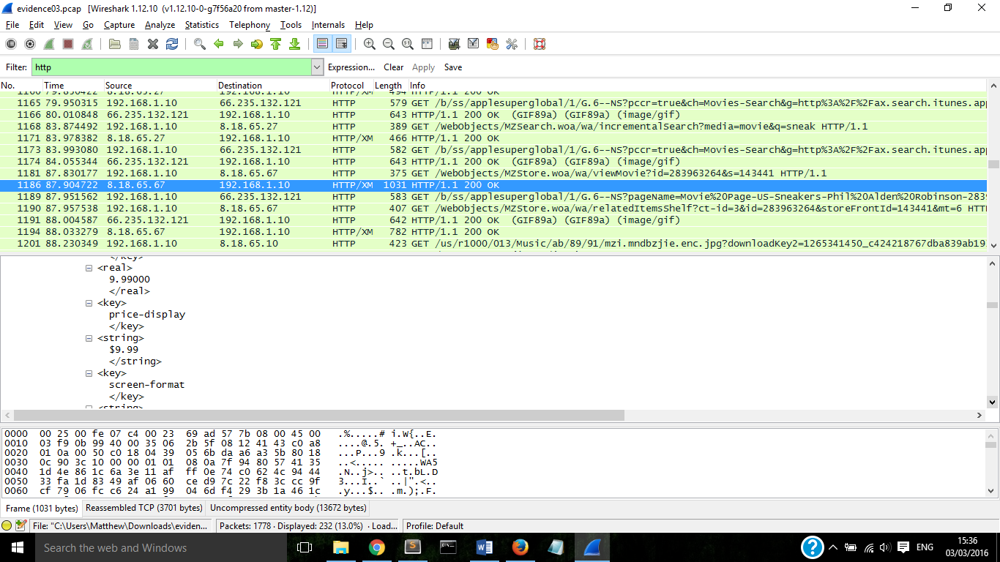 evidence03.pcap [Wireshark 1.12.10 (v1.12.10-0-g7f56a20 from master-1.12)]
File Edit View Go Capture Analyze Statistics Telephony Tools Internals Help
Filter: http Expression... Clear Apply Save
No. Time Source Destination Protocol Length Info
1160 79.850422 8.18.65.27 192.168.1.10 HTTP/XM 494 HTTP/1.1 200 OK
1165 79.950315 192.168.1.10 66.235.132.121 HTTP 579 GET /b/ss/applesuperglobal/1/G.6--NS?pccr=true&ch=Movies-Search&g=http%3A%2F%2Fax.search.itunes.app
1166 80.010848 66.235.132.121 192.168.1.10 HTTP 643 HTTP/1.1 200 OK (GIF89a) (GIF89a) (image/gif)
1168 83.874492 192.168.1.10 8.18.65.27 HTTP 389 GET /WebObjects/MZSearch.woa/wa/incrementalSearch?media=movie&q=sneak HTTP/1.1
1171 83.978382 8.18.65.27 192.168.1.10 HTTP/XM 466 HTTP/1.1 200 OK
1173 83.993080 192.168.1.10 66.235.132.121 HTTP 582 GET /b/ss/applesuperglobal/1/G.6--NS?pccr=true&ch=Movies-Search&g=http%3A%2F%2Fax.search.itunes.app
1174 84.055344 66.235.132.121 192.168.1.10 HTTP 643 HTTP/1.1 200 OK (GIF89a) (GIF89a) (image/gif)
1181 87.830177 192.168.1.10 8.18.65.67 HTTP 375 GET /WebObjects/MZStore.woa/wa/viewMovie?id=283963264&s=143441 HTTP/1.1
1186 87.904722 8.18.65.67 192.168.1.10 HTTP/XM 1031 HTTP/1.1 200 OK
1189 87.951562 192.168.1.10 66.235.132.121 HTTP 583 GET /b/ss/applesuperglobal/1/G.6--NS?pageName=Movie%20Page-US-Sneakers-Phil%20Alden%20Robinson-2839
1190 87.957538 192.168.1.10 8.18.65.67 HTTP 407 GET /WebObjects/MZStore.woa/wa/relatedItemsShelf?ct-id=3&id=283963264&storeFrontId=143441&mt=6 HTT
1191 88.004587 66.235.132.121 192.168.1.10 HTTP 642 HTTP/1.1 200 OK (GIF89a) (GIF89a) (image/gif)
1194 88.033279 8.18.65.67 192.168.1.10 HTTP/XM 782 HTTP/1.1 200 OK
1201 88.230349 192.168.1.10 8.18.65.10 HTTP 423 GET /us/r1000/013/Music/ab/89/91/mzi.mndbzjie.enc.jpg?downloadKey2=1265341450_c424218767dba839ab19
</key>
<real>
9.99000
</real>
<key>
price-display
</key>
<string>
$9.99
</string>
<key>
screen-format
</key>
<string>
0000 00 25 00 fe 07 c4 00 23 69 ad 57 7b 08 00 45 00 .%.....# i.W{..E.
0010 03 f9 0b 99 40 00 35 06 2b 5f 08 12 41 43 c0 a8 ....@.5. +_..AC..
0020 01 0a 00 50 c0 18 04 39 05 6b da a6 a3 5b 80 18 ...P...9 .k...[..
0030 0c 90 3c 10 00 00 01 01 08 0a 7f 94 80 57 41 35 ..<..... .....WA5
0040 1d 4e 86 1c 6a 3e 11 af ff 0e 74 c0 62 4c 94 44 .N..j>.. ..t.bL.D
0050 33 fa 1d 83 49 af 06 60 ce d9 7c 22 f8 3c cc 9f 3...I..` ..|".<..
0060 cf 79 06 fc c6 24 a1 99 04 6d f4 29 3b 1a 46 1c .y...$.. .m.);.F.
Frame (1031 bytes) Reassembled TCP (3701 bytes) Uncompressed entity body (13672 bytes)
File: "C:\Users\Matthew\Downloads\eviden... Packets: 1778 · Displayed: 232 (13.0%) · Load... Profile: Default
Search the web and Windows
ENG
15:36
03/03/2016